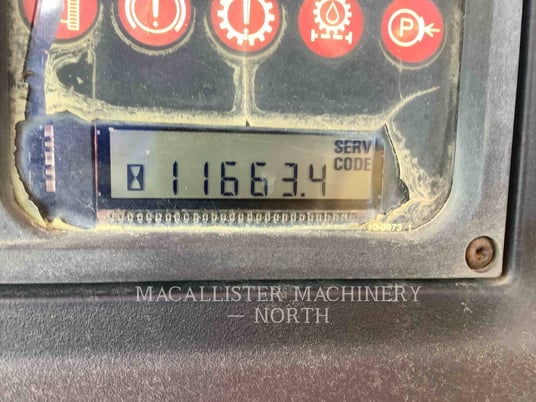 P
SERV
CODE
11663.4
MACALLISTER MACHINERY
— NORTH